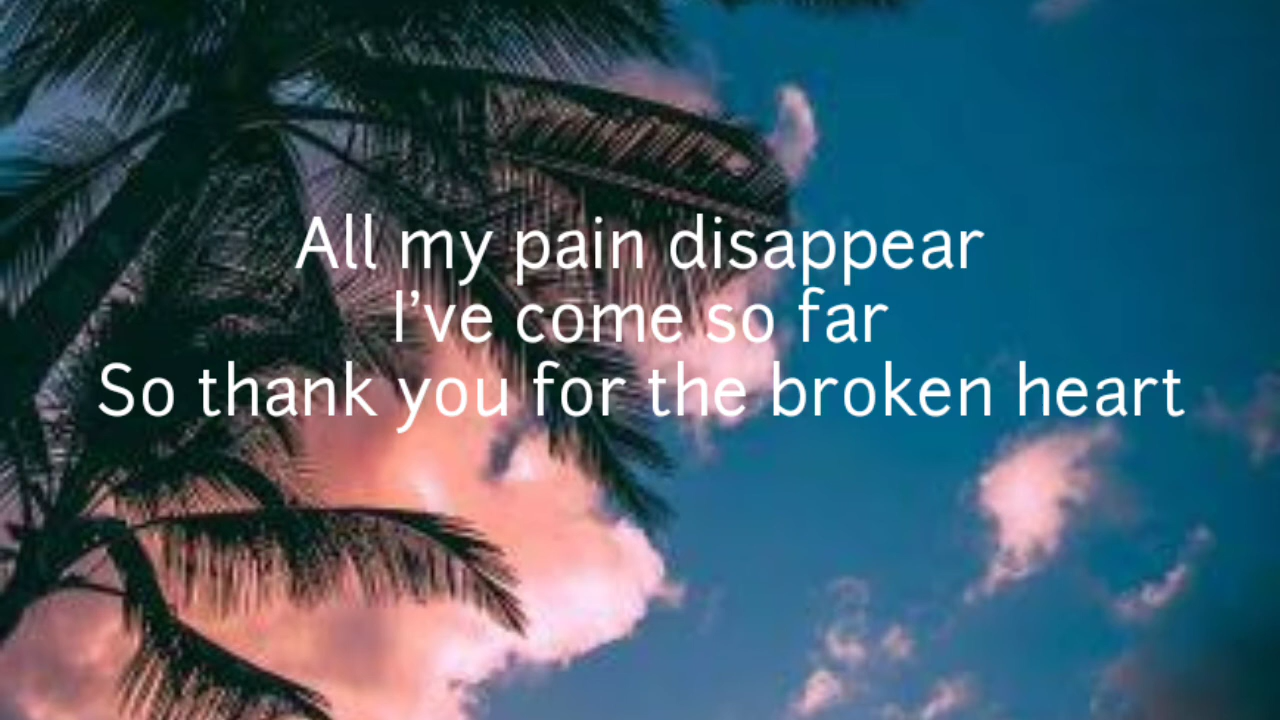 All my pain disappear
I’ve come so far
So thank you for the broken heart